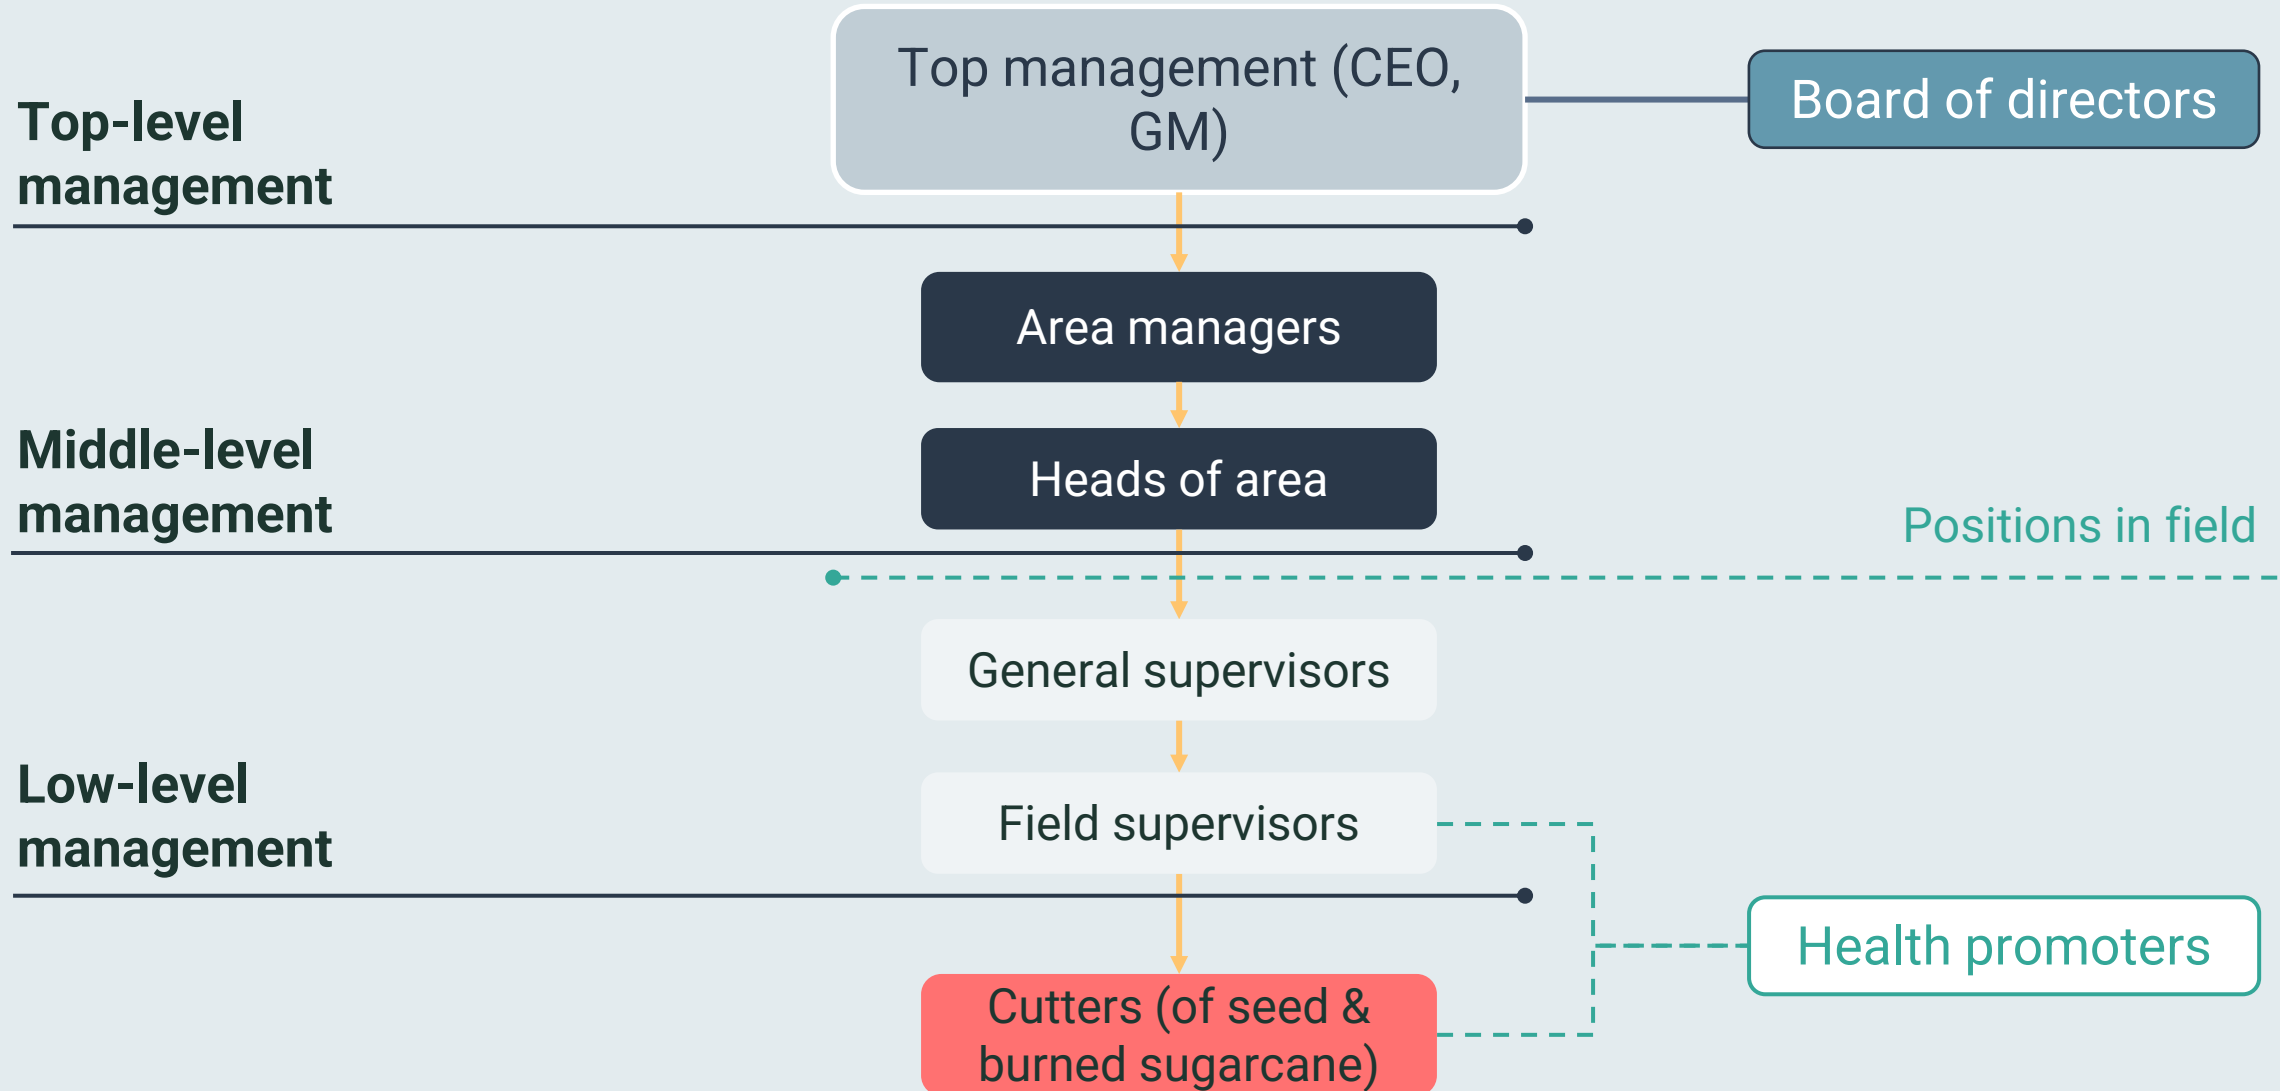 Top management (CEO,
GM)
Board of directors
Top-level
management
Area managers
Middle-level
management
Heads of area
Positions in field
General supervisors
Low-level
management
Field supervisors
Health promoters
Cutters (of seed &
burned sugarcane)